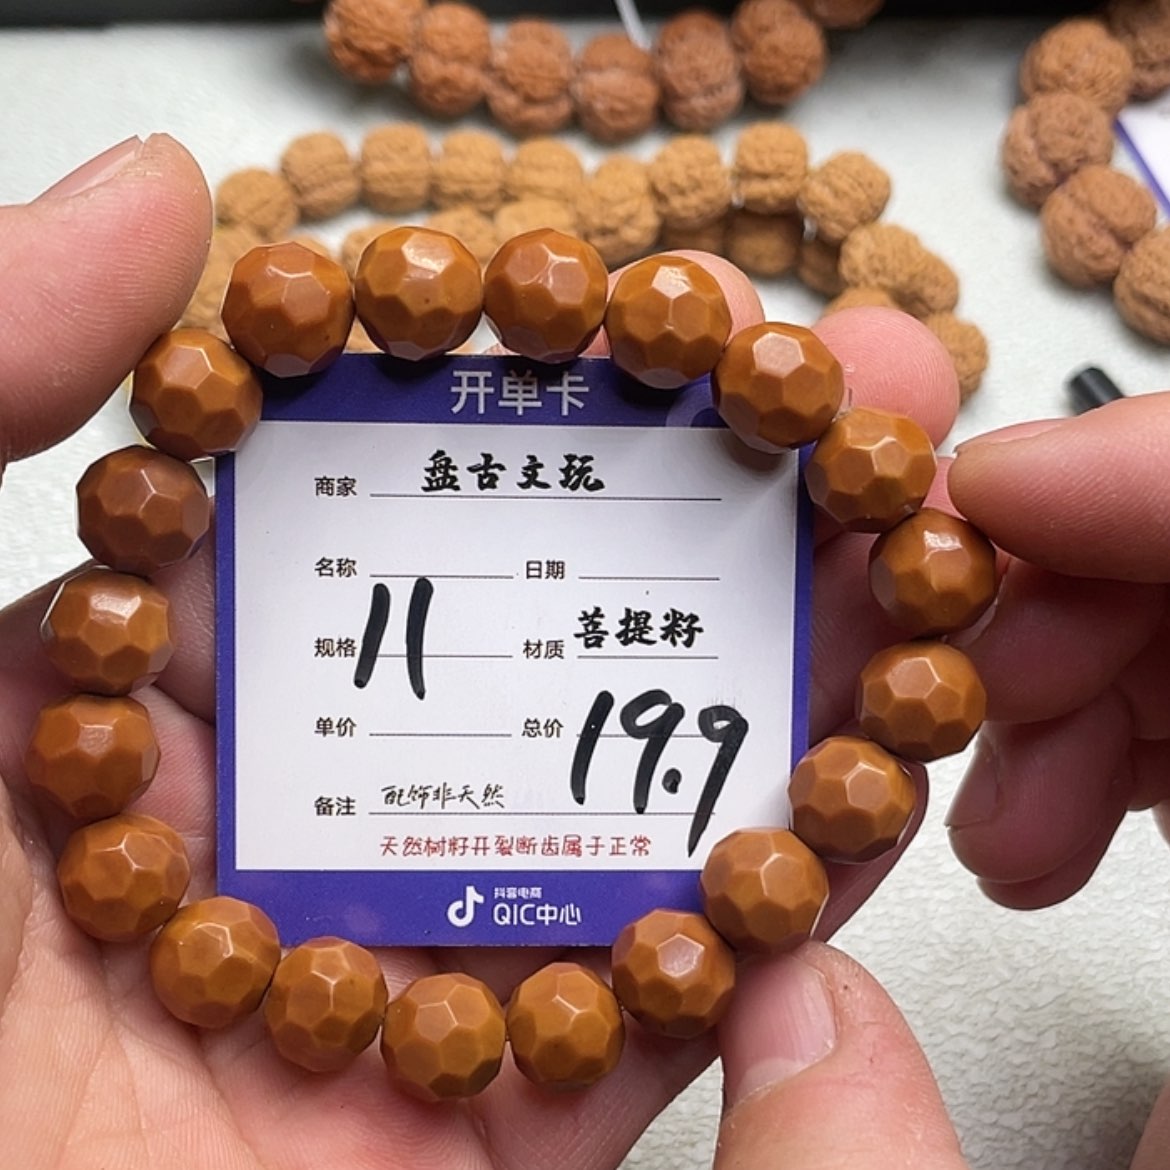 开单卡
商家 盘古文玩
名称 日期
规格 11 材质 菩提籽
单价 总价 19.9
备注 配饰非天然
天然树籽开裂断齿属于正常
抖音电商
QIC中心